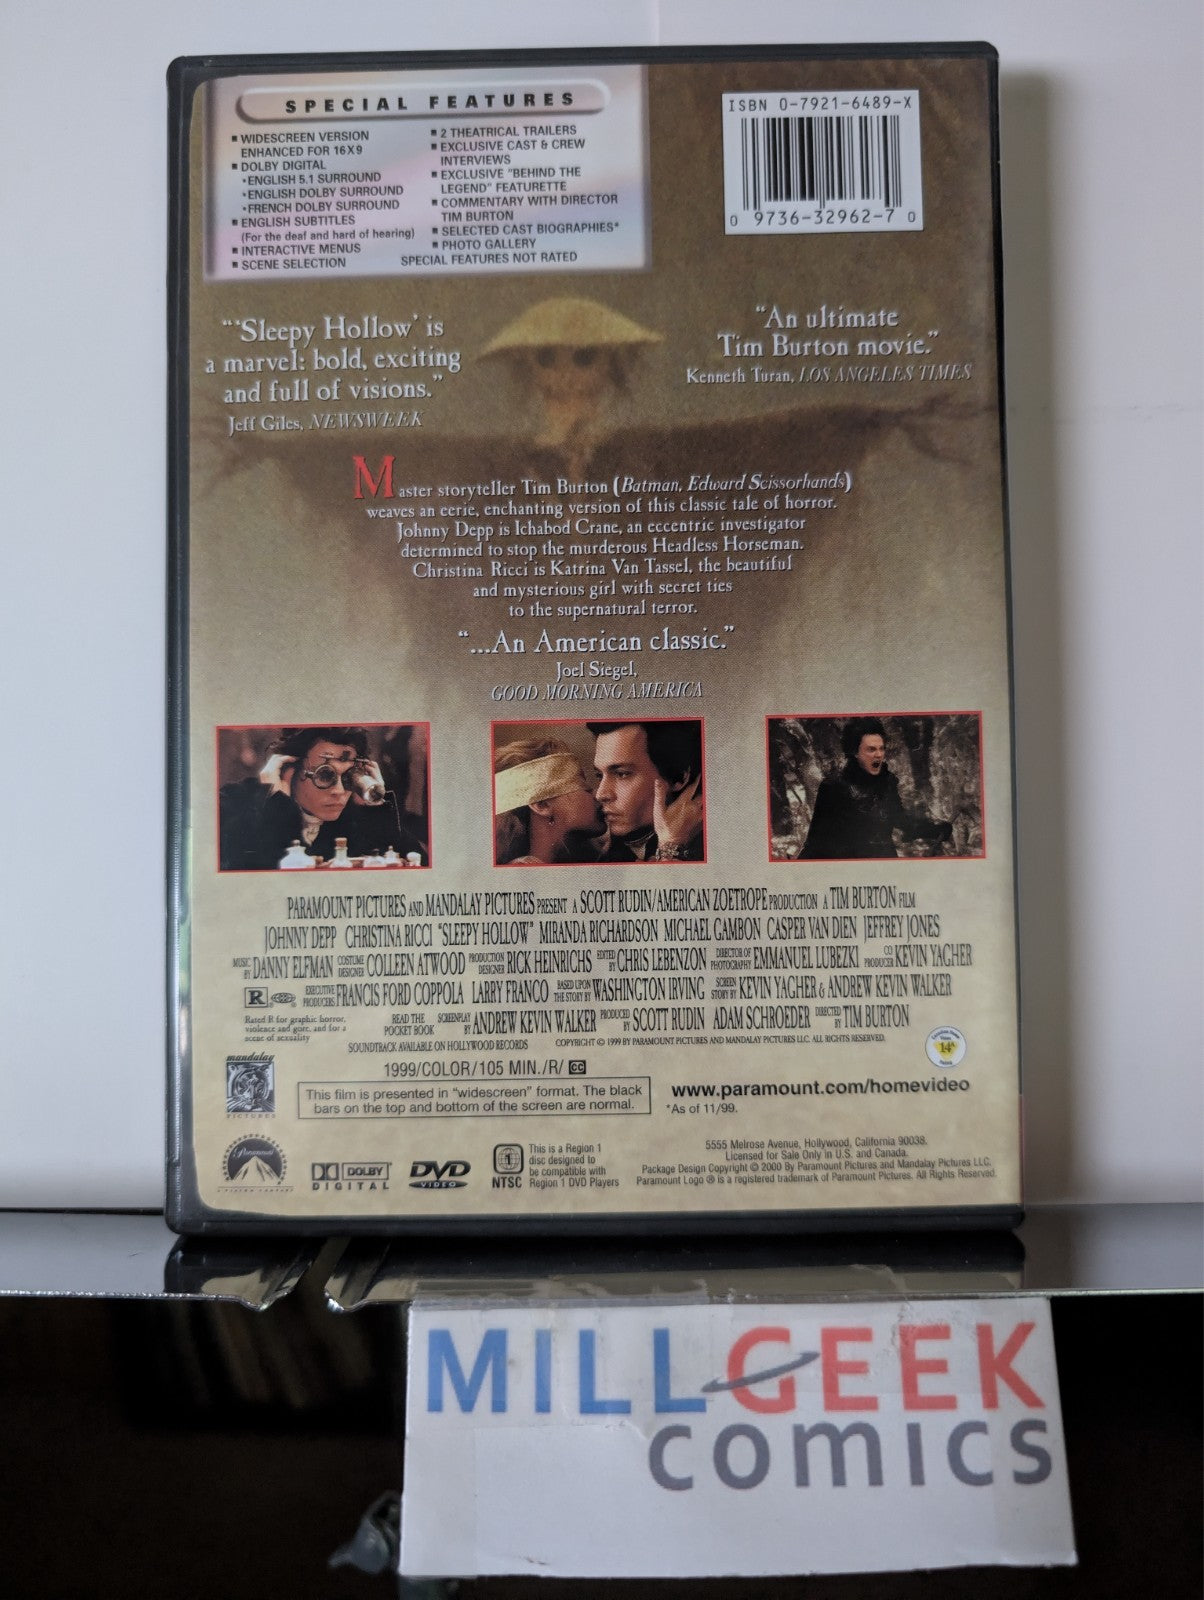 SPECIAL FEATURES
▪ WIDESCREEN VERSION
ENHANCED FOR 16X9
▪ DOLBY DIGITAL
•ENGLISH 5.1 SURROUND
•ENGLISH DOLBY SURROUND
•FRENCH DOLBY SURROUND
▪ ENGLISH SUBTITLES
(For the deaf and hard of hearing)
▪ INTERACTIVE MENUS
▪ SCENE SELECTION
▪ 2 THEATRICAL TRAILERS
▪ EXCLUSIVE CAST & CREW
INTERVIEWS
▪ EXCLUSIVE "BEHIND THE
LEGEND" FEATURETTE
▪ COMMENTARY WITH DIRECTOR
TIM BURTON
▪ SELECTED CAST BIOGRAPHIES*
▪ PHOTO GALLERY
SPECIAL FEATURES NOT RATED
ISBN 0-7921-6489-X
0 9736-32962-7 0
"'Sleepy Hollow' is
a marvel: bold, exciting
and full of visions."
Jeff Giles, NEWSWEEK
"An ultimate
Tim Burton movie."
Kenneth Turan, LOS ANGELES TIMES
Master storyteller Tim Burton (Batman, Edward Scissorhands)
weaves an eerie, enchanting version of this classic tale of horror.
Johnny Depp is Ichabod Crane, an eccentric investigator
determined to stop the murderous Headless Horseman.
Christina Ricci is Katrina Van Tassel, the beautiful
and mysterious girl with secret ties
to the supernatural terror.
"...An American classic."
Joel Siegel,
GOOD MORNING AMERICA
PARAMOUNT PICTURES AND MANDALAY PICTURES PRESENT A SCOTT RUDIN/AMERICAN ZOETROPE PRODUCTION A TIM BURTON FILM
JOHNNY DEPP CHRISTINA RICCI "SLEEPY HOLLOW" MIRANDA RICHARDSON MICHAEL GAMBON CASPER VAN DIEN JEFFREY JONES
MUSIC BY DANNY ELFMAN COSTUME DESIGNER COLLEEN ATWOOD PRODUCTION DESIGNER RICK HEINRICHS EDITED BY CHRIS LEBENZON DIRECTOR OF PHOTOGRAPHY EMMANUEL LUBEZKI CO PRODUCER KEVIN YAGHER
R EXECUTIVE PRODUCERS FRANCIS FORD COPPOLA LARRY FRANCO BASED UPON THE STORY BY WASHINGTON IRVING SCREEN STORY BY KEVIN YAGHER & ANDREW KEVIN WALKER
Rated R for graphic horror,
violence and gore, and for a
scene of sexuality
READ THE POCKET BOOK SCREENPLAY BY ANDREW KEVIN WALKER PRODUCED BY SCOTT RUDIN ADAM SCHROEDER DIRECTED BY TIM BURTON
SOUNDTRACK AVAILABLE ON HOLLYWOOD RECORDS COPYRIGHT © 1999 BY PARAMOUNT PICTURES AND MANDALAY PICTURES LLC. ALL RIGHTS RESERVED.
14A
mandalay
PICTURES
1999/COLOR/105 MIN./R/ CC
This film is presented in "widescreen" format. The black
bars on the top and bottom of the screen are normal.
www.paramount.com/homevideo
*As of 11/99.
Paramount
DOLBY
DIGITAL
DVD
VIDEO
1
NTSC
This is a Region 1
disc designed to
be compatible with
Region 1 DVD Players
5555 Melrose Avenue, Hollywood, California 90038.
Licensed for Sale Only in U.S. and Canada.
Package Design Copyright © 2000 By Paramount Pictures and Mandalay Pictures LLC.
Paramount Logo ® is a registered trademark of Paramount Pictures. All Rights Reserved.
MILLGEEK
comics